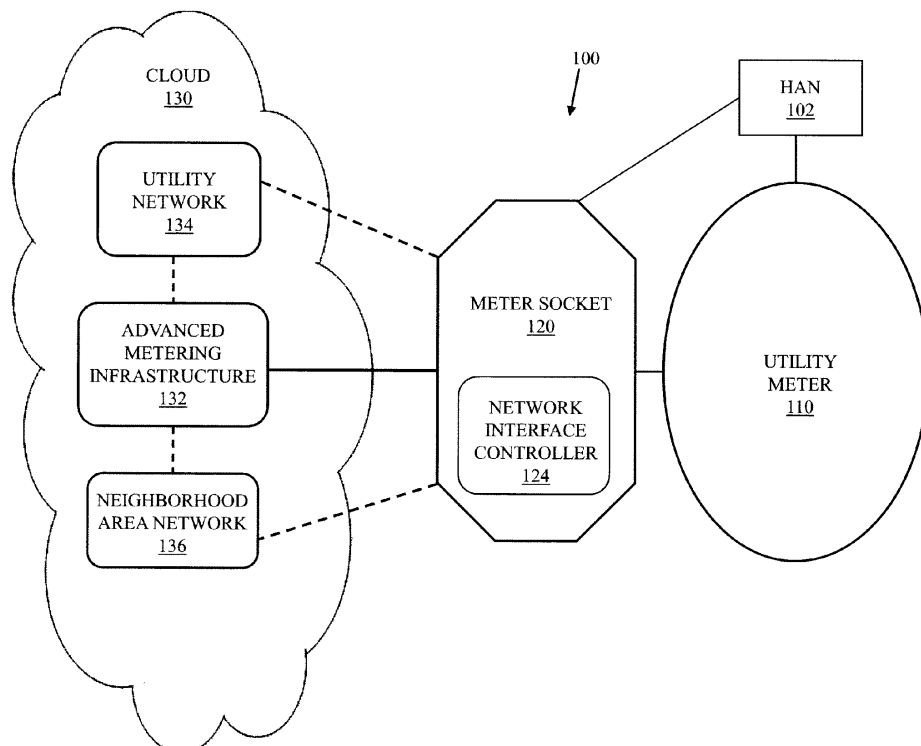 CLOUD
130
100
HAN
102
UTILITY
NETWORK
134
METER SOCKET
120
ADVANCED
METERING
INFRASTRUCTURE
132
UTILITY
METER
110
NETWORK
INTERFACE
CONTROLLER
124
NEIGHBORHOOD
AREA NETWORK
136